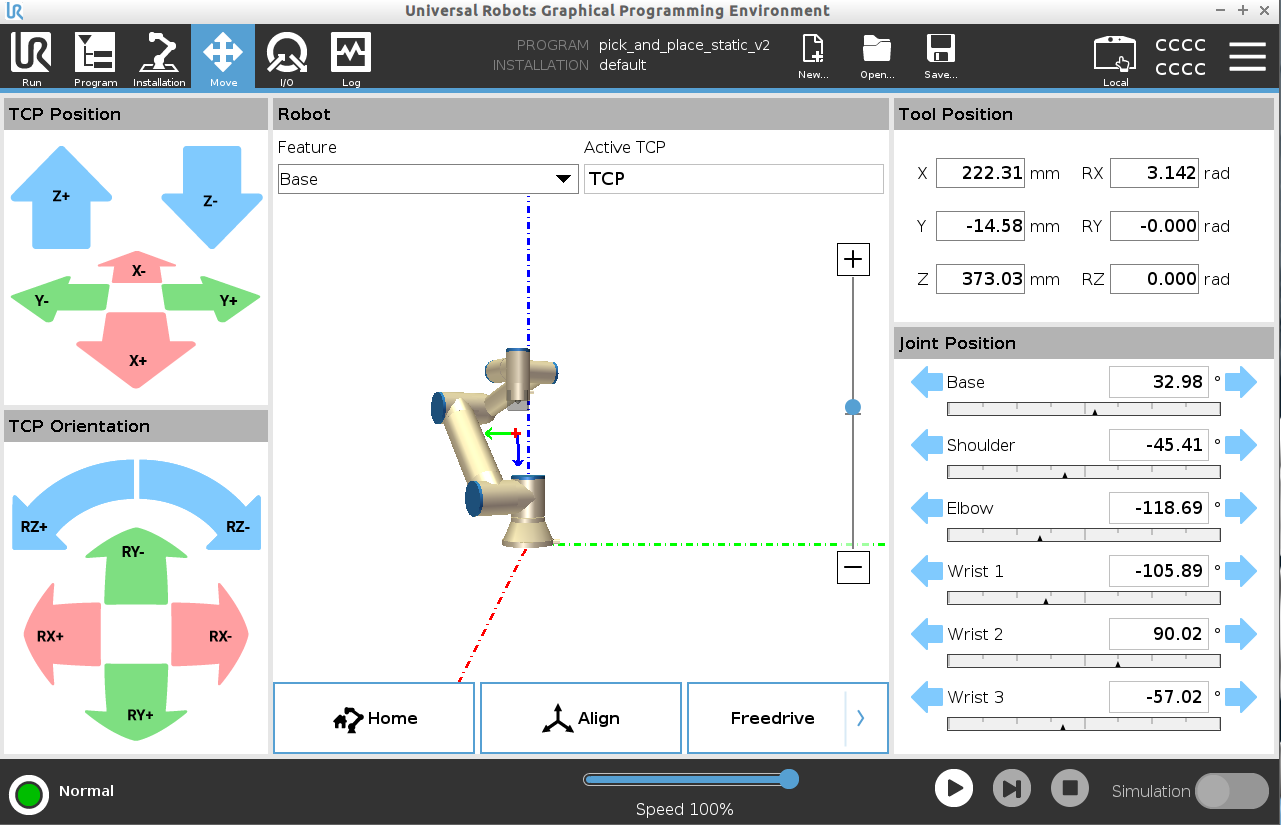 Universal Robots Graphical Programming Environment
UR
Run
Program
Installation
Move
I/O
Log
PROGRAM pick_and_place_static_v2
INSTALLATION default
New...
Open...
Save...
Local
CCCC
CCCC
TCP Position
Z+
Z-
X-
Y-
Y+
X+
TCP Orientation
RZ+
RZ-
RY-
RX+
RX-
RY+
Robot
Feature
Active TCP
Base
TCP
Home
Align
Freedrive
Tool Position
X 222.31 mm RX 3.142 rad
Y -14.58 mm RY -0.000 rad
Z 373.03 mm RZ 0.000 rad
Joint Position
Base 32.98 °
Shoulder -45.41 °
Elbow -118.69 °
Wrist 1 -105.89 °
Wrist 2 90.02 °
Wrist 3 -57.02 °
Normal
Speed 100%
Simulation